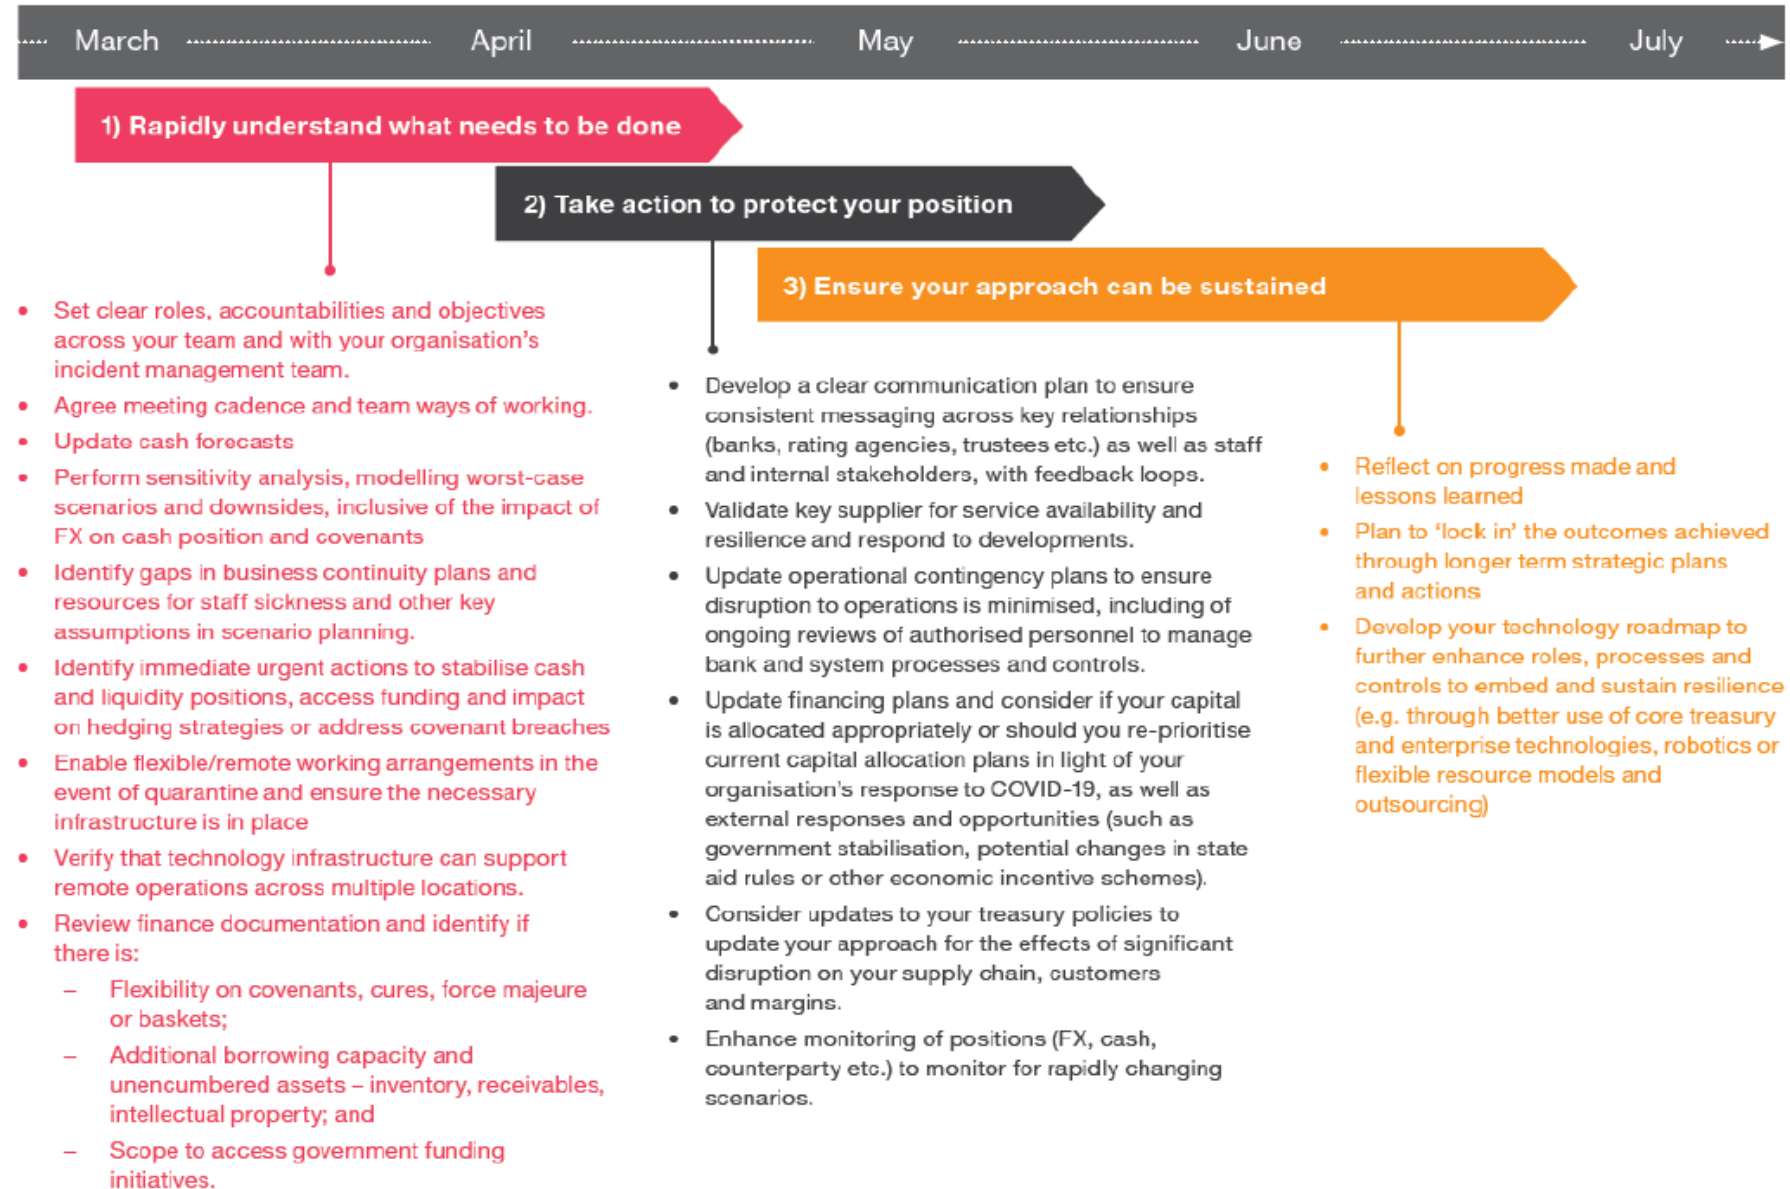 March April May June July
1) Rapidly understand what needs to be done
2) Take action to protect your position
3) Ensure your approach can be sustained
• Set clear roles, accountabilities and objectives
across your team and with your organisation's
incident management team.
• Agree meeting cadence and team ways of working.
• Update cash forecasts
• Perform sensitivity analysis, modelling worst-case
scenarios and downsides, inclusive of the impact of
FX on cash position and covenants
• Identify gaps in business continuity plans and
resources for staff sickness and other key
assumptions in scenario planning.
• Identify immediate urgent actions to stabilise cash
and liquidity positions, access funding and impact
on hedging strategies or address covenant breaches
• Enable flexible/remote working arrangements in the
event of quarantine and ensure the necessary
infrastructure is in place
• Verify that technology infrastructure can support
remote operations across multiple locations.
• Review finance documentation and identify if
there is:
– Flexibility on covenants, cures, force majeure
or baskets;
– Additional borrowing capacity and
unencumbered assets – inventory, receivables,
intellectual property; and
– Scope to access government funding
initiatives.
• Develop a clear communication plan to ensure
consistent messaging across key relationships
(banks, rating agencies, trustees etc.) as well as staff
and internal stakeholders, with feedback loops.
• Validate key supplier for service availability and
resilience and respond to developments.
• Update operational contingency plans to ensure
disruption to operations is minimised, including of
ongoing reviews of authorised personnel to manage
bank and system processes and controls.
• Update financing plans and consider if your capital
is allocated appropriately or should you re-prioritise
current capital allocation plans in light of your
organisation's response to COVID-19, as well as
external responses and opportunities (such as
government stabilisation, potential changes in state
aid rules or other economic incentive schemes).
• Consider updates to your treasury policies to
update your approach for the effects of significant
disruption on your supply chain, customers
and margins.
• Enhance monitoring of positions (FX, cash,
counterparty etc.) to monitor for rapidly changing
scenarios.
• Reflect on progress made and
lessons learned
• Plan to 'lock in' the outcomes achieved
through longer term strategic plans
and actions
• Develop your technology roadmap to
further enhance roles, processes and
controls to embed and sustain resilience
(e.g. through better use of core treasury
and enterprise technologies, robotics or
flexible resource models and
outsourcing)